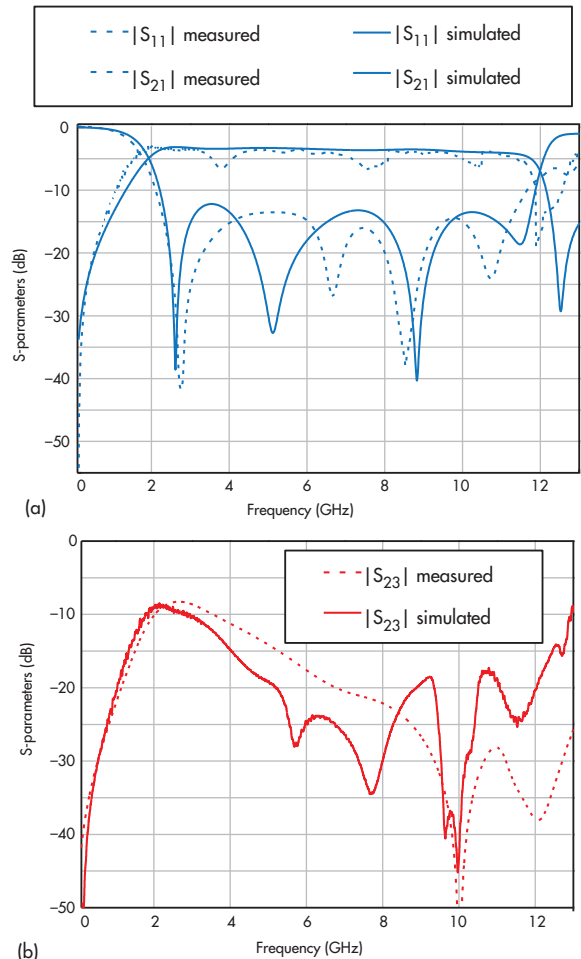 |S11| measured |S11| simulated
|S21| measured |S21| simulated
0
−10
−20
−30
−40
−50
S-parameters (dB)
0 2 4 6 8 10 12
Frequency (GHz)
(a)
|S23| measured
|S23| simulated
0
−10
−20
−30
−40
−50
S-parameters (dB)
0 2 4 6 8 10 12
Frequency (GHz)
(b)